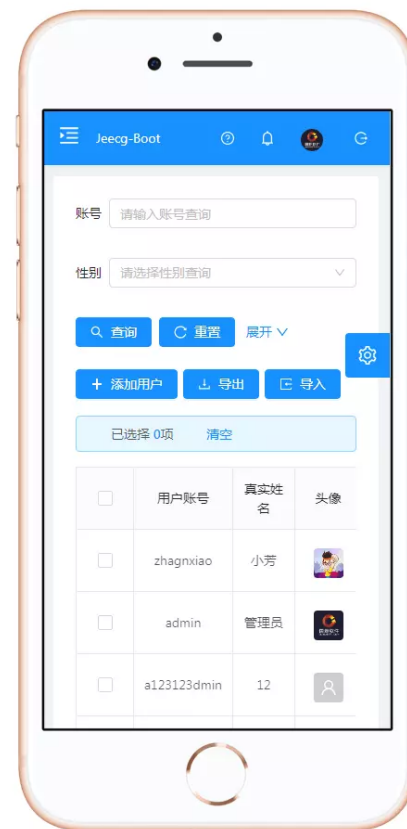 Jeecg-Boot
账号 请输入账号查询
性别 请选择性别查询
查询 重置 展开
添加用户 导出 导入
已选择 0项 清空
用户账号 真实姓名 头像
zhagnxiao 小芳
admin 管理员
a123123dmin 12